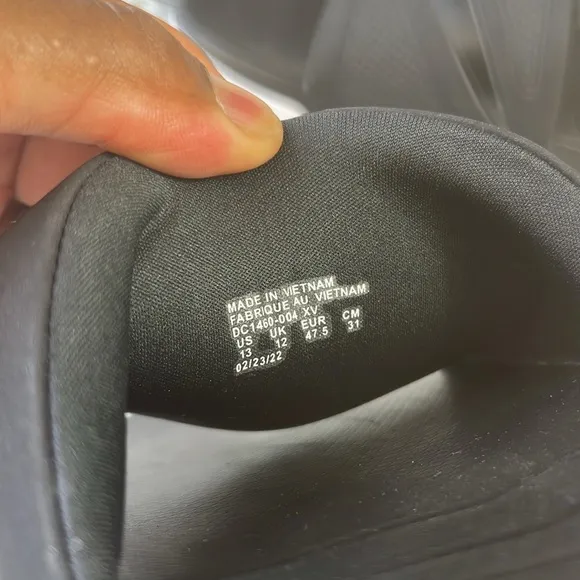 MADE IN VIETNAM
FABRIQUE AU VIETNAM
DC1460-004 XV
US UK EUR CM
13 12 47.5 31
02/23/22